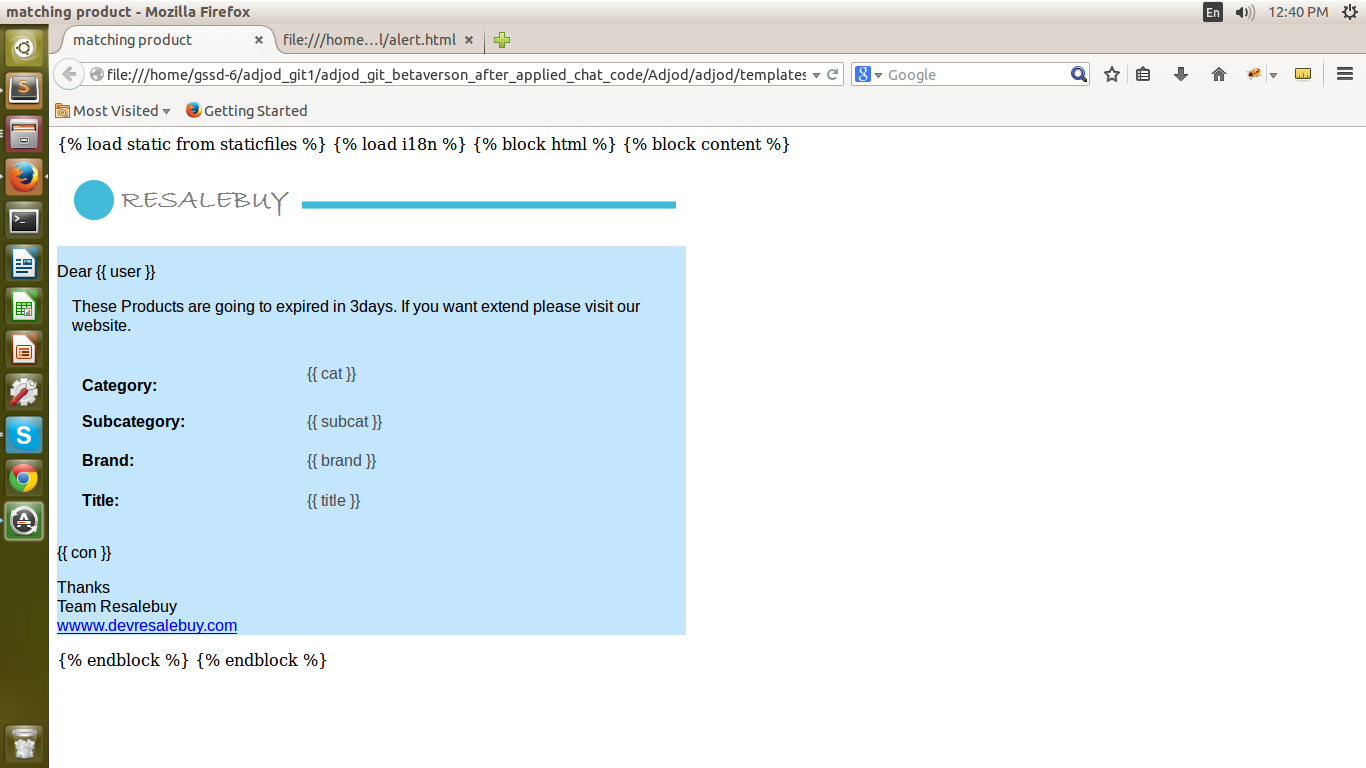 matching product - Mozilla Firefox
En
12:40 PM
matching product
file:///home...l/alert.html
file:///home/gssd-6/adjod_git1/adjod_git_betaverson_after_applied_chat_code/Adjod/adjod/templates
Google
Most Visited
Getting Started
{% load static from staticfiles %} {% load i18n %} {% block html %} {% block content %}
RESALEBUY
Dear {{ user }}
These Products are going to expired in 3days. If you want extend please visit our
website.
Category:
{{ cat }}
Subcategory:
{{ subcat }}
Brand:
{{ brand }}
Title:
{{ title }}
{{ con }}
Thanks
Team Resalebuy
wwww.devresalebuy.com
{% endblock %} {% endblock %}